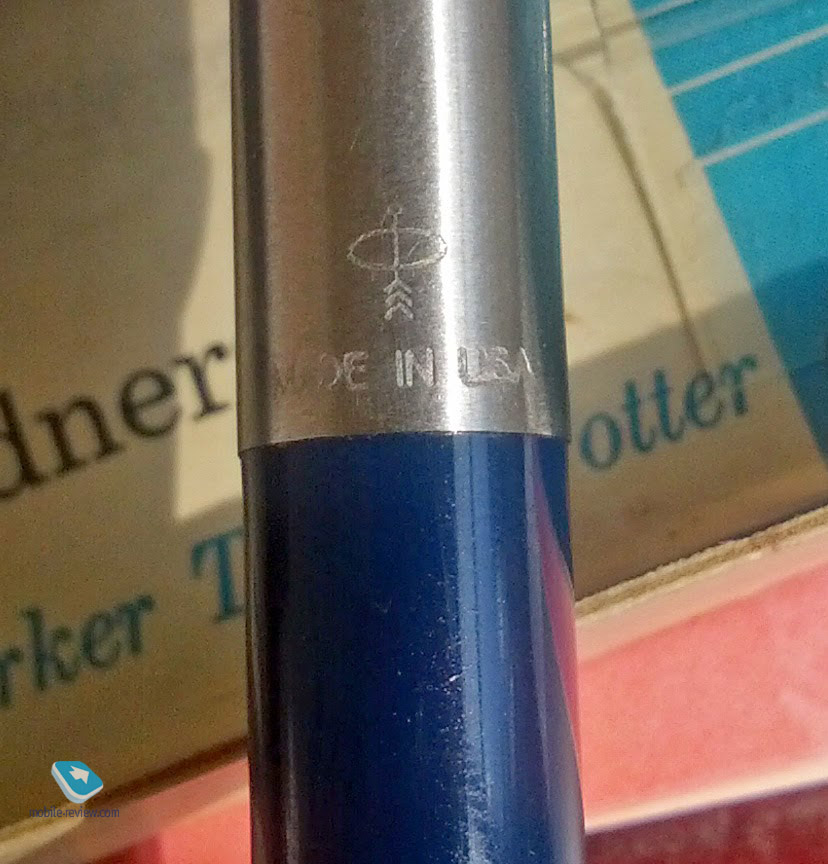 MADE IN USA
dner
otter
rker T
mobile-review.com